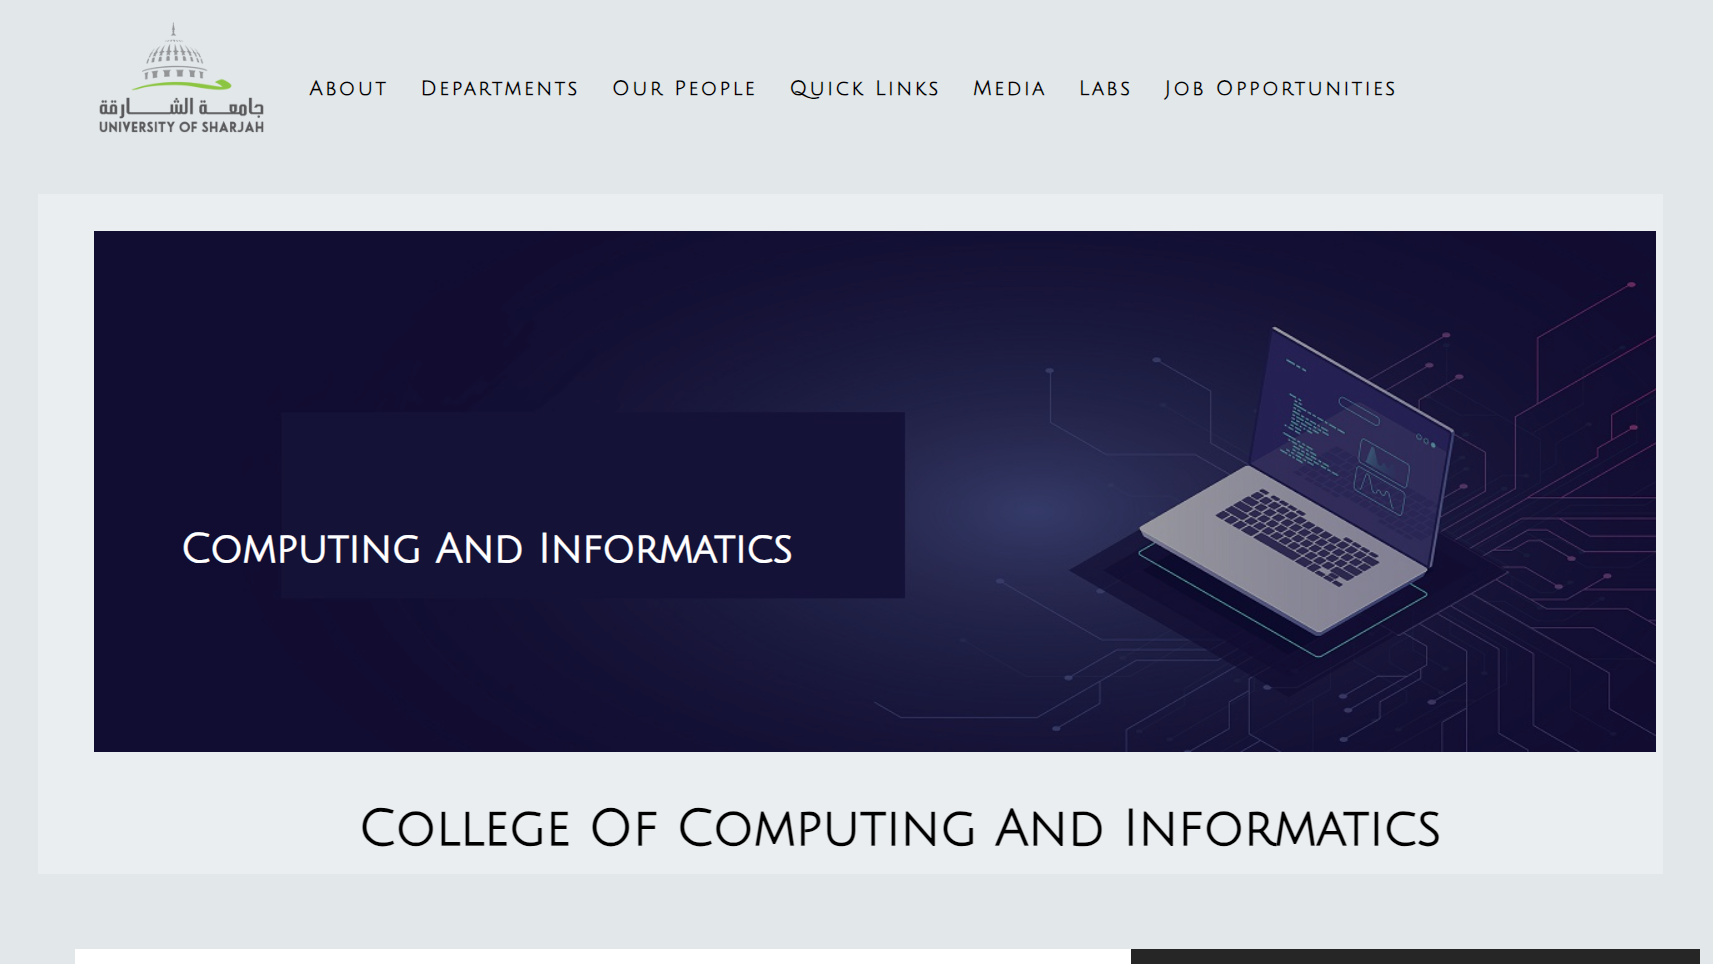 جامعة الشارقة
UNIVERSITY OF SHARJAH
About Departments Our People Quick Links Media Labs Job Opportunities
Computing And Informatics
College Of Computing And Informatics